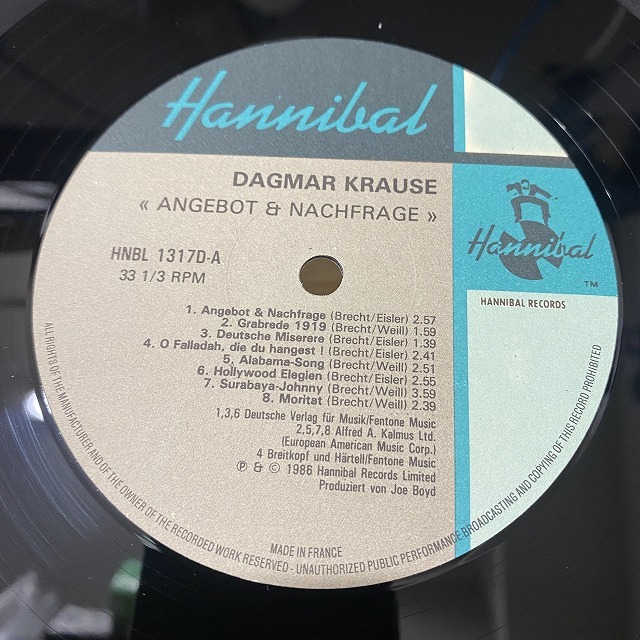 Hannibal
DAGMAR KRAUSE
« ANGEBOT & NACHFRAGE »
Hannibal
TM
HANNIBAL RECORDS
HNBL 1317D-A
33 1/3 RPM
1. Angebot & Nachfrage (Brecht/Eisler) 2.57
2. Grabrede 1919 (Brecht/Weill) 1.59
3. Deutsche Miserere (Brecht/Eisler) 1.39
4. O Falladah, die du hangest ! (Brecht/Eisler) 2.41
5. Alabama-Song (Brecht/Weill) 2.51
6. Hollywood Elegien (Brecht/Eisler) 2.55
7. Surabaya-Johnny (Brecht/Weill) 3.59
8. Moritat (Brecht/Weill) 2.39
1,3,6 Deutsche Verlag für Musik/Fentone Music
2,5,7,8 Alfred A. Kalmus Ltd.
(European American Music Corp.)
4 Breitkopf und Härtell/Fentone Music
℗ & © 1986 Hannibal Records Ltd.
Produziert von Joe Boyd
MADE IN FRANCE
ALL RIGHTS OF THE MANUFACTURER AND OF THE OWNER OF THE RECORDED WORK RESERVED - UNAUTHORIZED PUBLIC PERFORMANCE BROADCASTING AND COPYING OF THIS RECORD PROHIBITED